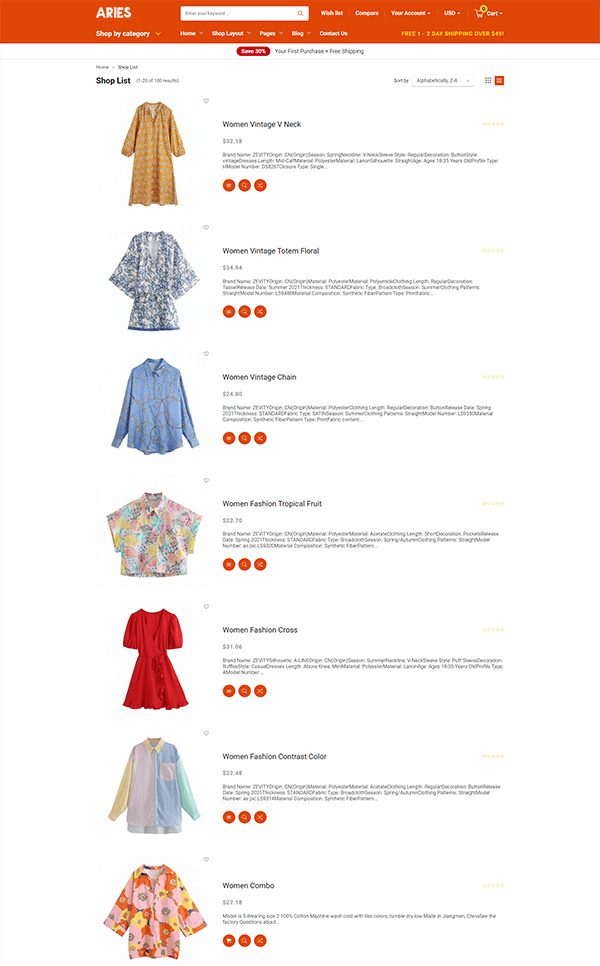 ARIES
Enter your keyword...
Wish list
Compare
Your Account
USD
0
Cart
Shop by category
Home
Shop Layout
Pages
Blog
Contact Us
FREE 1 - 2 DAY SHIPPING OVER $49!
Save 30% Your First Purchase + Free Shipping
Home > Shop List
Shop List (1-20 of 100 results)
Sort by Alphabetically, Z-A
Women Vintage V Neck
$32.18
Brand Name: ZEVITYOrigin: CN(Origin)Season: SpringNeckline: V-NeckSleeve Style: RegularDecoration: ButtonStyle:
vintageDresses Length: Mid-CalfMaterial: PolyesterMaterial: LanonSilhouette: StraightAge: Ages 18-35 Years OldProfile Type:
HModel Number: DS8287Closure Type: Single...
Women Vintage Totem Floral
$34.94
Brand Name: ZEVITYOrigin: CN(Origin)Material: PolyesterMaterial: PolyamideClothing Length: RegularDecoration:
TasselRelease Date: Summer 2021Thickness: STANDARDFabric Type: BroadclothSeason: SummerClothing Patterns:
StraightModel Number: LS9488Material Composition: Synthetic FiberPattern Type: PrintFabric...
Women Vintage Chain
$24.80
Brand Name: ZEVITYOrigin: CN(Origin)Material: PolyesterClothing Length: RegularDecoration: ButtonRelease Date: Spring
2021Thickness: STANDARDFabric Type: SATINSeason: SummerClothing Patterns: StraightModel Number: LS9350Material
Composition: Synthetic FiberPattern Type: PrintFabric content:...
Women Fashion Tropical Fruit
$22.70
Brand Name: ZEVITYOrigin: CN(Origin)Material: PolyesterMaterial: AcetateClothing Length: ShortDecoration: PocketsRelease
Date: Spring 2021Thickness: STANDARDFabric Type: BroadclothSeason: Spring/AutumnClothing Patterns: StraightModel
Number: as pic LS9320Material Composition: Synthetic FiberPattern...
Women Fashion Cross
$31.06
Brand Name: ZEVITYSilhouette: A-LINEOrigin: CN(Origin)Season: SummerNeckline: V-NeckSleeve Style: Puff SleeveDecoration:
RufflesStyle: CasualDresses Length: Above Knee, MiniMaterial: PolyesterMaterial: LanonAge: Ages 18-35 Years OldProfile Type:
AModel Number:...
Women Fashion Contrast Color
$22.48
Brand Name: ZEVITYOrigin: CN(Origin)Material: PolyesterMaterial: AcetateClothing Length: RegularDecoration: ButtonRelease
Date: Spring 2021Thickness: STANDARDFabric Type: BroadclothSeason: Spring/AutumnClothing Patterns: StraightModel
Number: as pic LS9314Material Composition: Synthetic FiberPattern...
Women Combo
$27.18
Model is 5 Wearing size 2 100% Cotton Machine wash cold with like colors, tumble dry low Made in Jiangmen, ChinaSee the
factory Questions about...